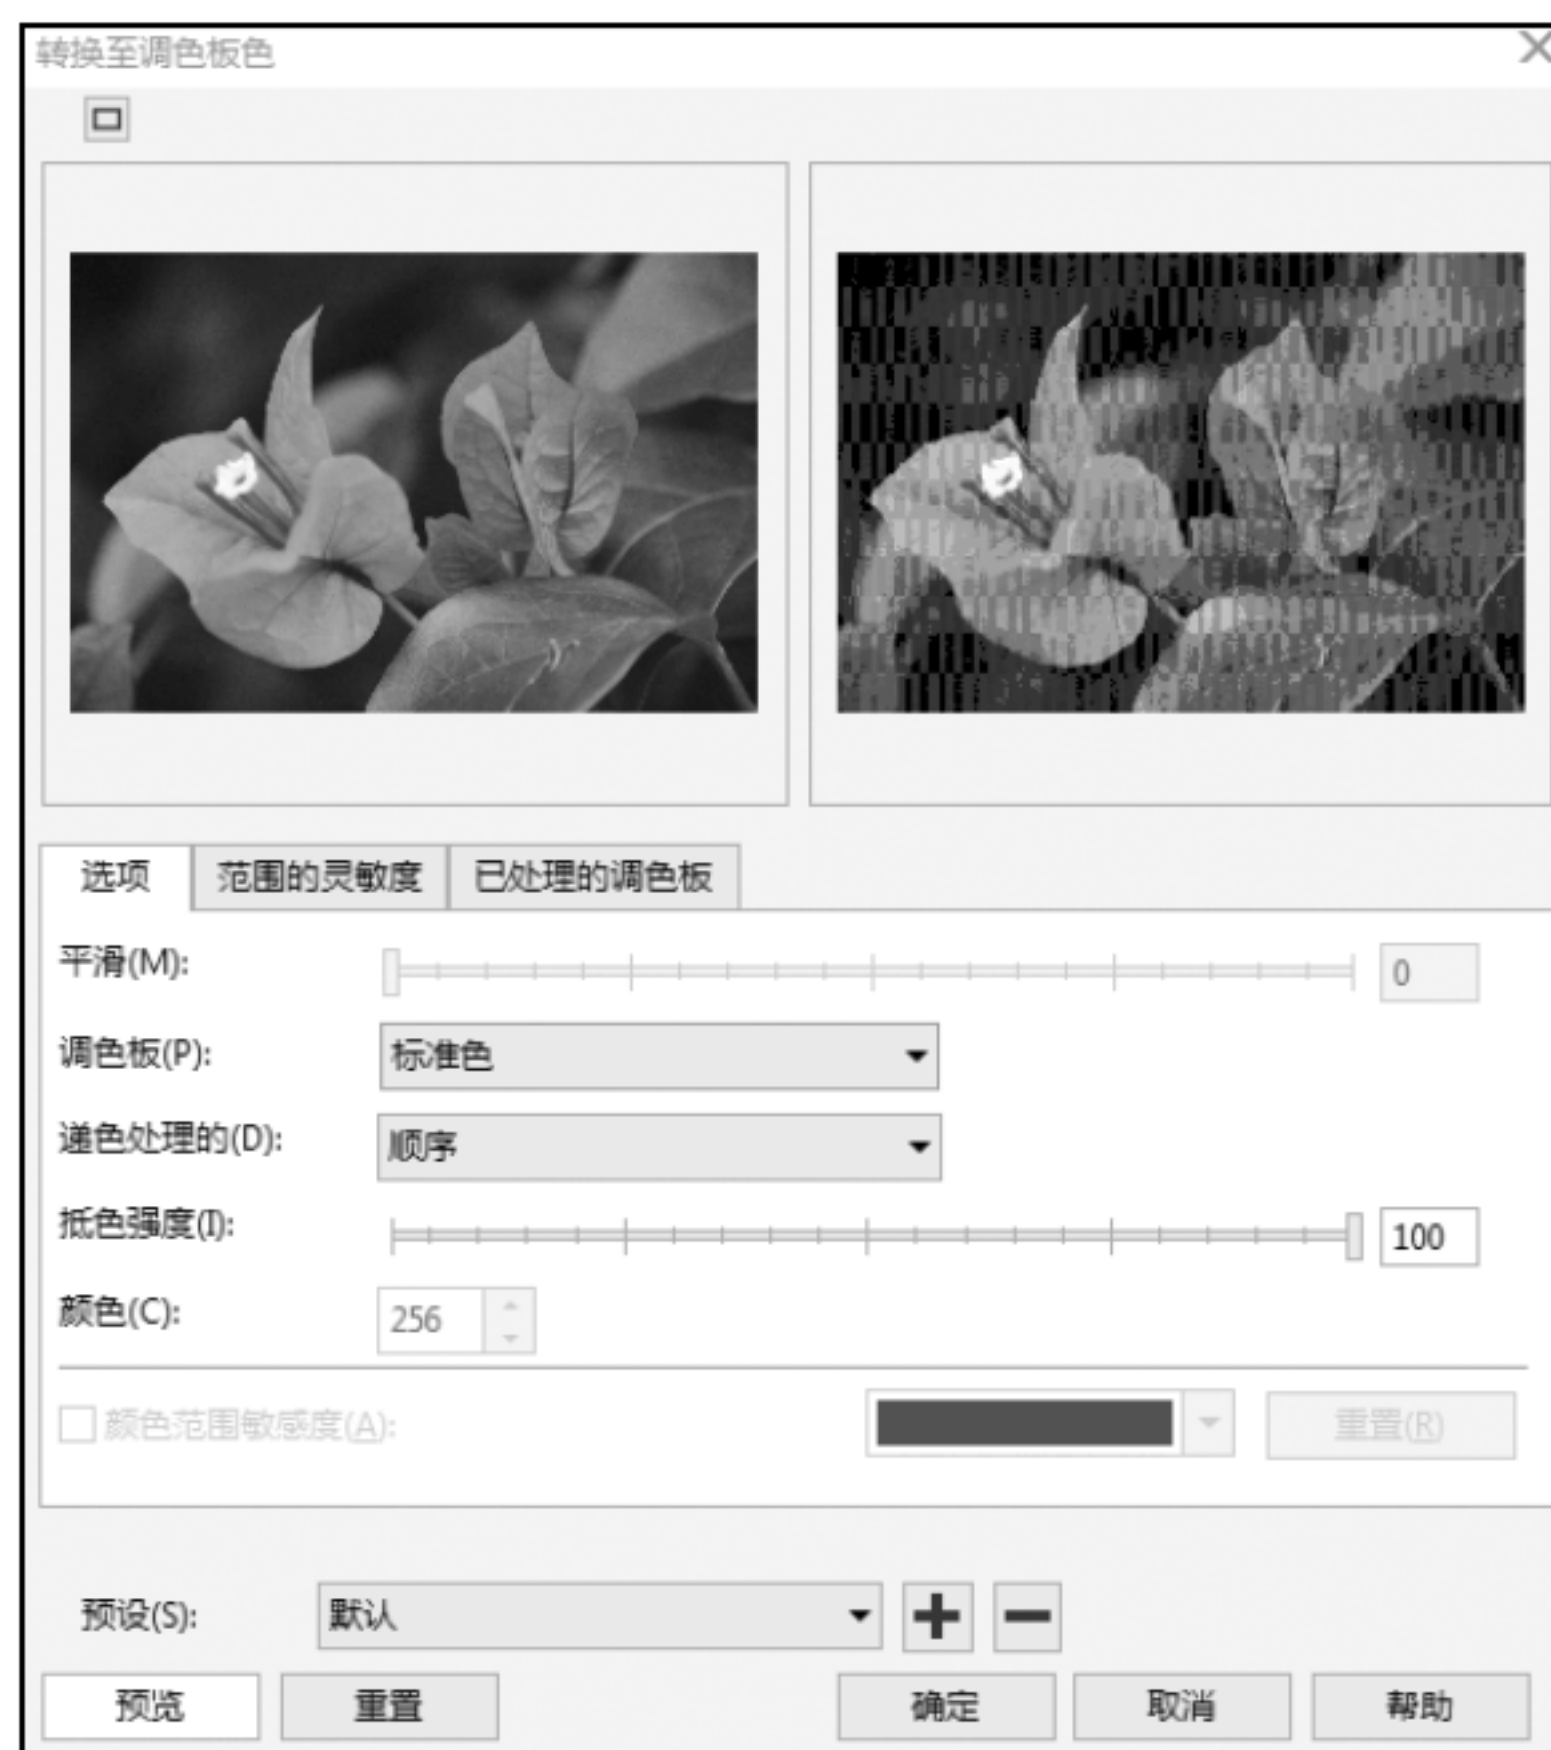 转换至调色板色
选项 范围的灵敏度 已处理的调色板
平滑(M): 0
调色板(P): 标准色
递色处理的(D): 顺序
抵色强度(I): 100
颜色(C): 256
颜色范围敏感度(A): 重置(R)
预设(S): 默认
预览 重置 确定 取消 帮助